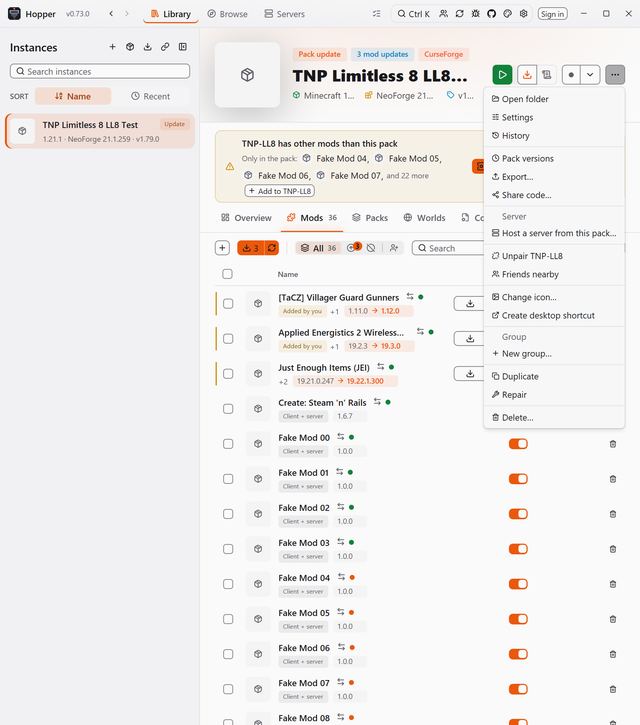 Hopper v0.73.0
Library
Browse
Servers
Ctrl K
Sign in
Instances
Search instances
SORT
Name
Recent
TNP Limitless 8 LL8 Test
Update
1.21.1 · NeoForge 21.1.259 · v1.79.0
Pack update
3 mod updates
CurseForge
TNP Limitless 8 LL8...
Minecraft 1...
NeoForge 21....
v1...
TNP-LL8 has other mods than this pack
Only in the pack: Fake Mod 04, Fake Mod 05,
Fake Mod 06, Fake Mod 07, and 22 more
+ Add to TNP-LL8
Overview
Mods 36
Packs
Worlds
Co
3
All 36
3
Search
Name
[TaCZ] Villager Guard Gunners
Added by you +1 1.11.0 → 1.12.0
Applied Energistics 2 Wireless...
Added by you +1 19.2.3 → 19.3.0
Just Enough Items (JEI)
+2 19.21.0.247 → 19.22.1.300
Create: Steam 'n' Rails
Client + server 1.6.7
Fake Mod 00
Client + server 1.0.0
Fake Mod 01
Client + server 1.0.0
Fake Mod 02
Client + server 1.0.0
Fake Mod 03
Client + server 1.0.0
Fake Mod 04
Client + server 1.0.0
Fake Mod 05
Client + server 1.0.0
Fake Mod 06
Client + server 1.0.0
Fake Mod 07
Client + server 1.0.0
Fake Mod 08
Open folder
Settings
History
Pack versions
Export...
Share code...
Server
Host a server from this pack...
Unpair TNP-LL8
Friends nearby
Change icon...
Create desktop shortcut
Group
+ New group...
Duplicate
Repair
Delete...